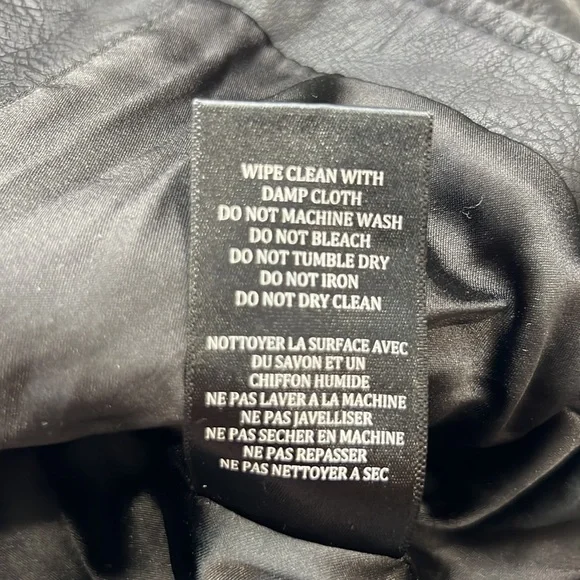 WIPE CLEAN WITH
DAMP CLOTH
DO NOT MACHINE WASH
DO NOT BLEACH
DO NOT TUMBLE DRY
DO NOT IRON
DO NOT DRY CLEAN
NOTTOYER LA SURFACE AVEC
DU SAVON ET UN
CHIFFON HUMIDE
NE PAS LAVER A LA MACHINE
NE PAS JAVELLISER
NE PAS SECHER EN MACHINE
NE PAS REPASSER
NE PAS NETTOYER A SEC